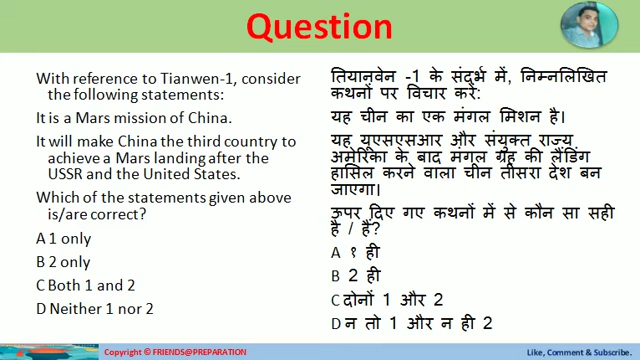 Question
With reference to Tianwen-1, consider
the following statements:
It is a Mars mission of China.
It will make China the third country to
achieve a Mars landing after the
USSR and the United States.
Which of the statements given above
is/are correct?
A 1 only
B 2 only
C Both 1 and 2
D Neither 1 nor 2
तियानवेन -1 के संदर्भ में, निम्नलिखित
कथनों पर विचार करें:
यह चीन का एक मंगल मिशन है।
यह यूएसएसआर और संयुक्त राज्य
अमेरिका के बाद मंगल ग्रह की लैंडिंग
हासिल करने वाला चीन तीसरा देश बन
जाएगा।
ऊपर दिए गए कथनों में से कौन सा सही
है / हैं?
A १ ही
B 2 ही
C दोनों 1 और 2
D न तो 1 और न ही 2
Copyright © FRIENDS@PREPARATION
Like, Comment & Subscribe.